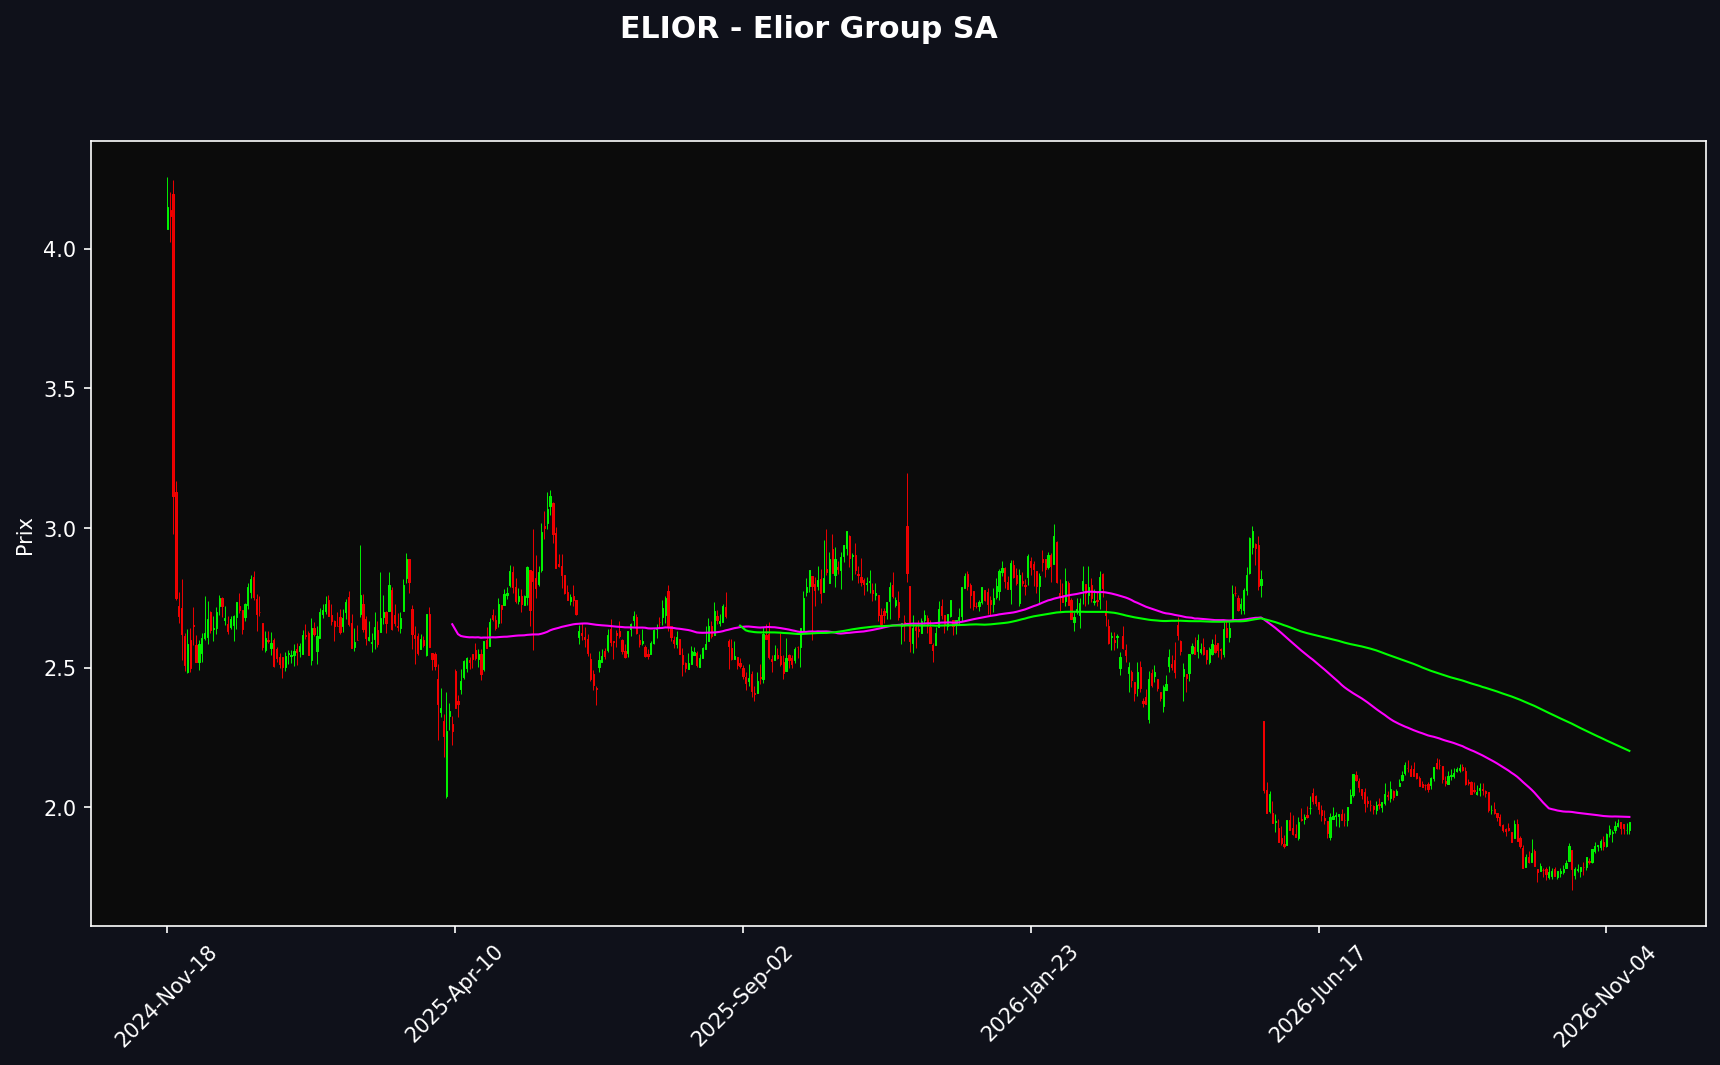 ELIOR - Elior Group SA
4.0
3.5
3.0
2.5
2.0
Prix
2024-Nov-18
2025-Apr-10
2025-Sep-02
2026-Jan-23
2026-Jun-17
2026-Nov-04